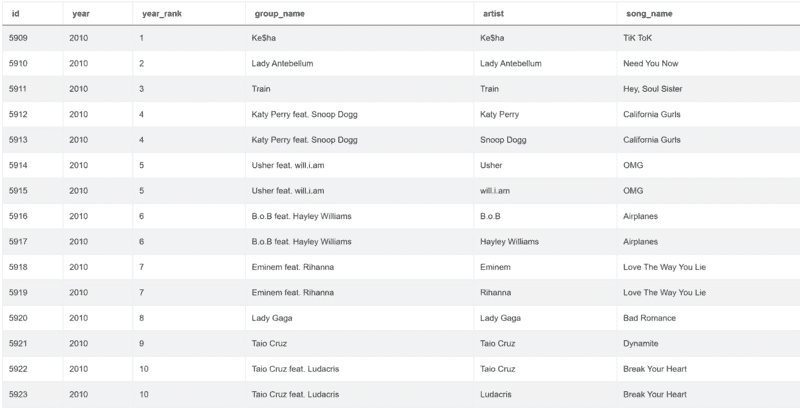 id year year_rank group_name artist song_name
5909 2010 1 Ke$ha Ke$ha TiK ToK
5910 2010 2 Lady Antebellum Lady Antebellum Need You Now
5911 2010 3 Train Train Hey, Soul Sister
5912 2010 4 Katy Perry feat. Snoop Dogg Katy Perry California Gurls
5913 2010 4 Katy Perry feat. Snoop Dogg Snoop Dogg California Gurls
5914 2010 5 Usher feat. will.i.am Usher OMG
5915 2010 5 Usher feat. will.i.am will.i.am OMG
5916 2010 6 B.o.B feat. Hayley Williams B.o.B Airplanes
5917 2010 6 B.o.B feat. Hayley Williams Hayley Williams Airplanes
5918 2010 7 Eminem feat. Rihanna Eminem Love The Way You Lie
5919 2010 7 Eminem feat. Rihanna Rihanna Love The Way You Lie
5920 2010 8 Lady Gaga Lady Gaga Bad Romance
5921 2010 9 Taio Cruz Taio Cruz Dynamite
5922 2010 10 Taio Cruz feat. Ludacris Taio Cruz Break Your Heart
5923 2010 10 Taio Cruz feat. Ludacris Ludacris Break Your Heart